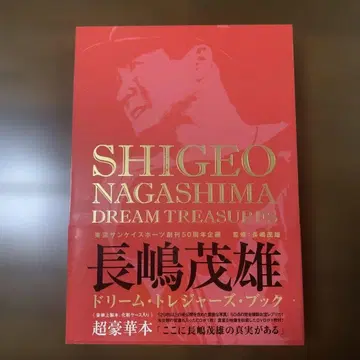 SHIGEO
NAGASHIMA
DREAM TREASURES
東京サンケイスポーツ創刊50周年企画 監修・長嶋茂雄
長嶋茂雄
ドリーム・トレジャーズ・ブック
超豪華本
「ここに長嶋茂雄の真実がある」